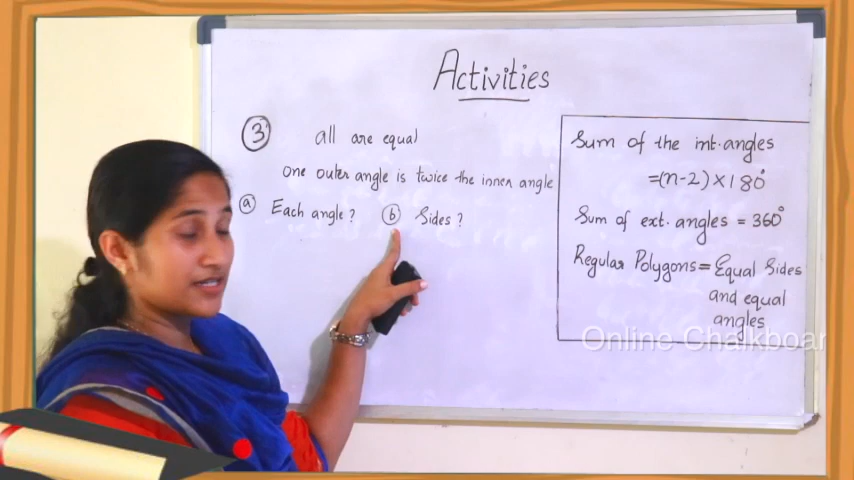 Activities
③ all are equal
one outer angle is twice the inner angle
ⓐ Each angle? ⓑ Sides?
Sum of the int. angles
=(n-2)×180°
Sum of ext. angles = 360°
Regular Polygons = Equal Sides
and equal
angles
Online Chalkboar